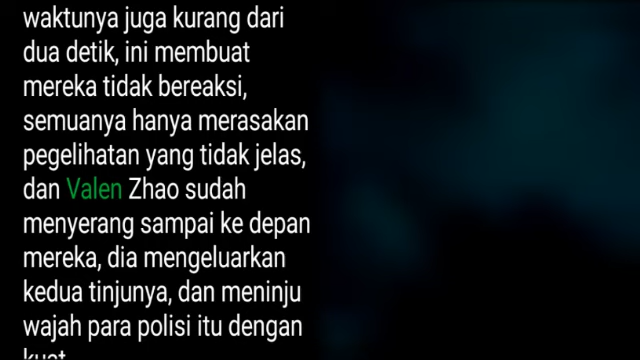 waktunya juga kurang dari
dua detik, ini membuat
mereka tidak bereaksi,
semuanya hanya merasakan
pegelihatan yang tidak jelas,
dan Valen Zhao sudah
menyerang sampai ke depan
mereka, dia mengeluarkan
kedua tinjunya, dan meninju
wajah para polisi itu dengan
kuat